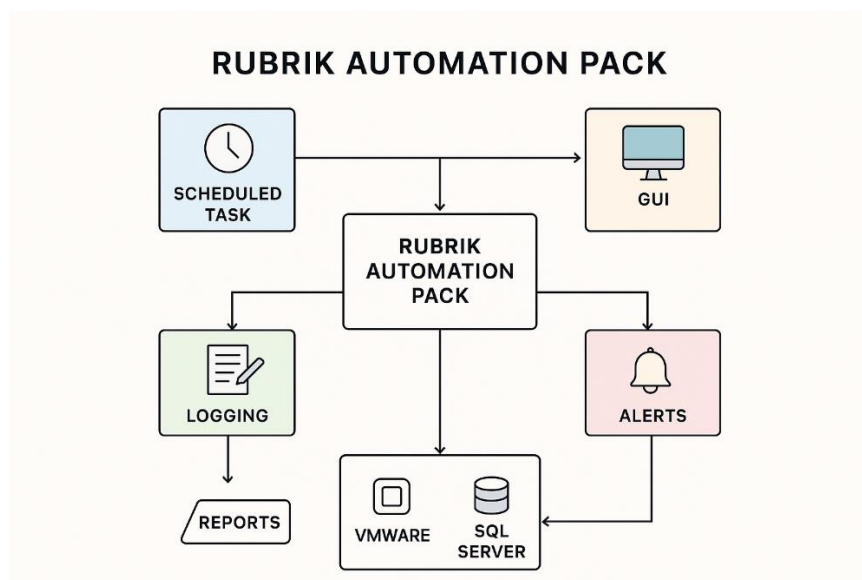 RUBRIK AUTOMATION PACK
SCHEDULED
TASK
GUI
RUBRIK
AUTOMATION
PACK
LOGGING
ALERTS
REPORTS
VMWARE
SQL
SERVER